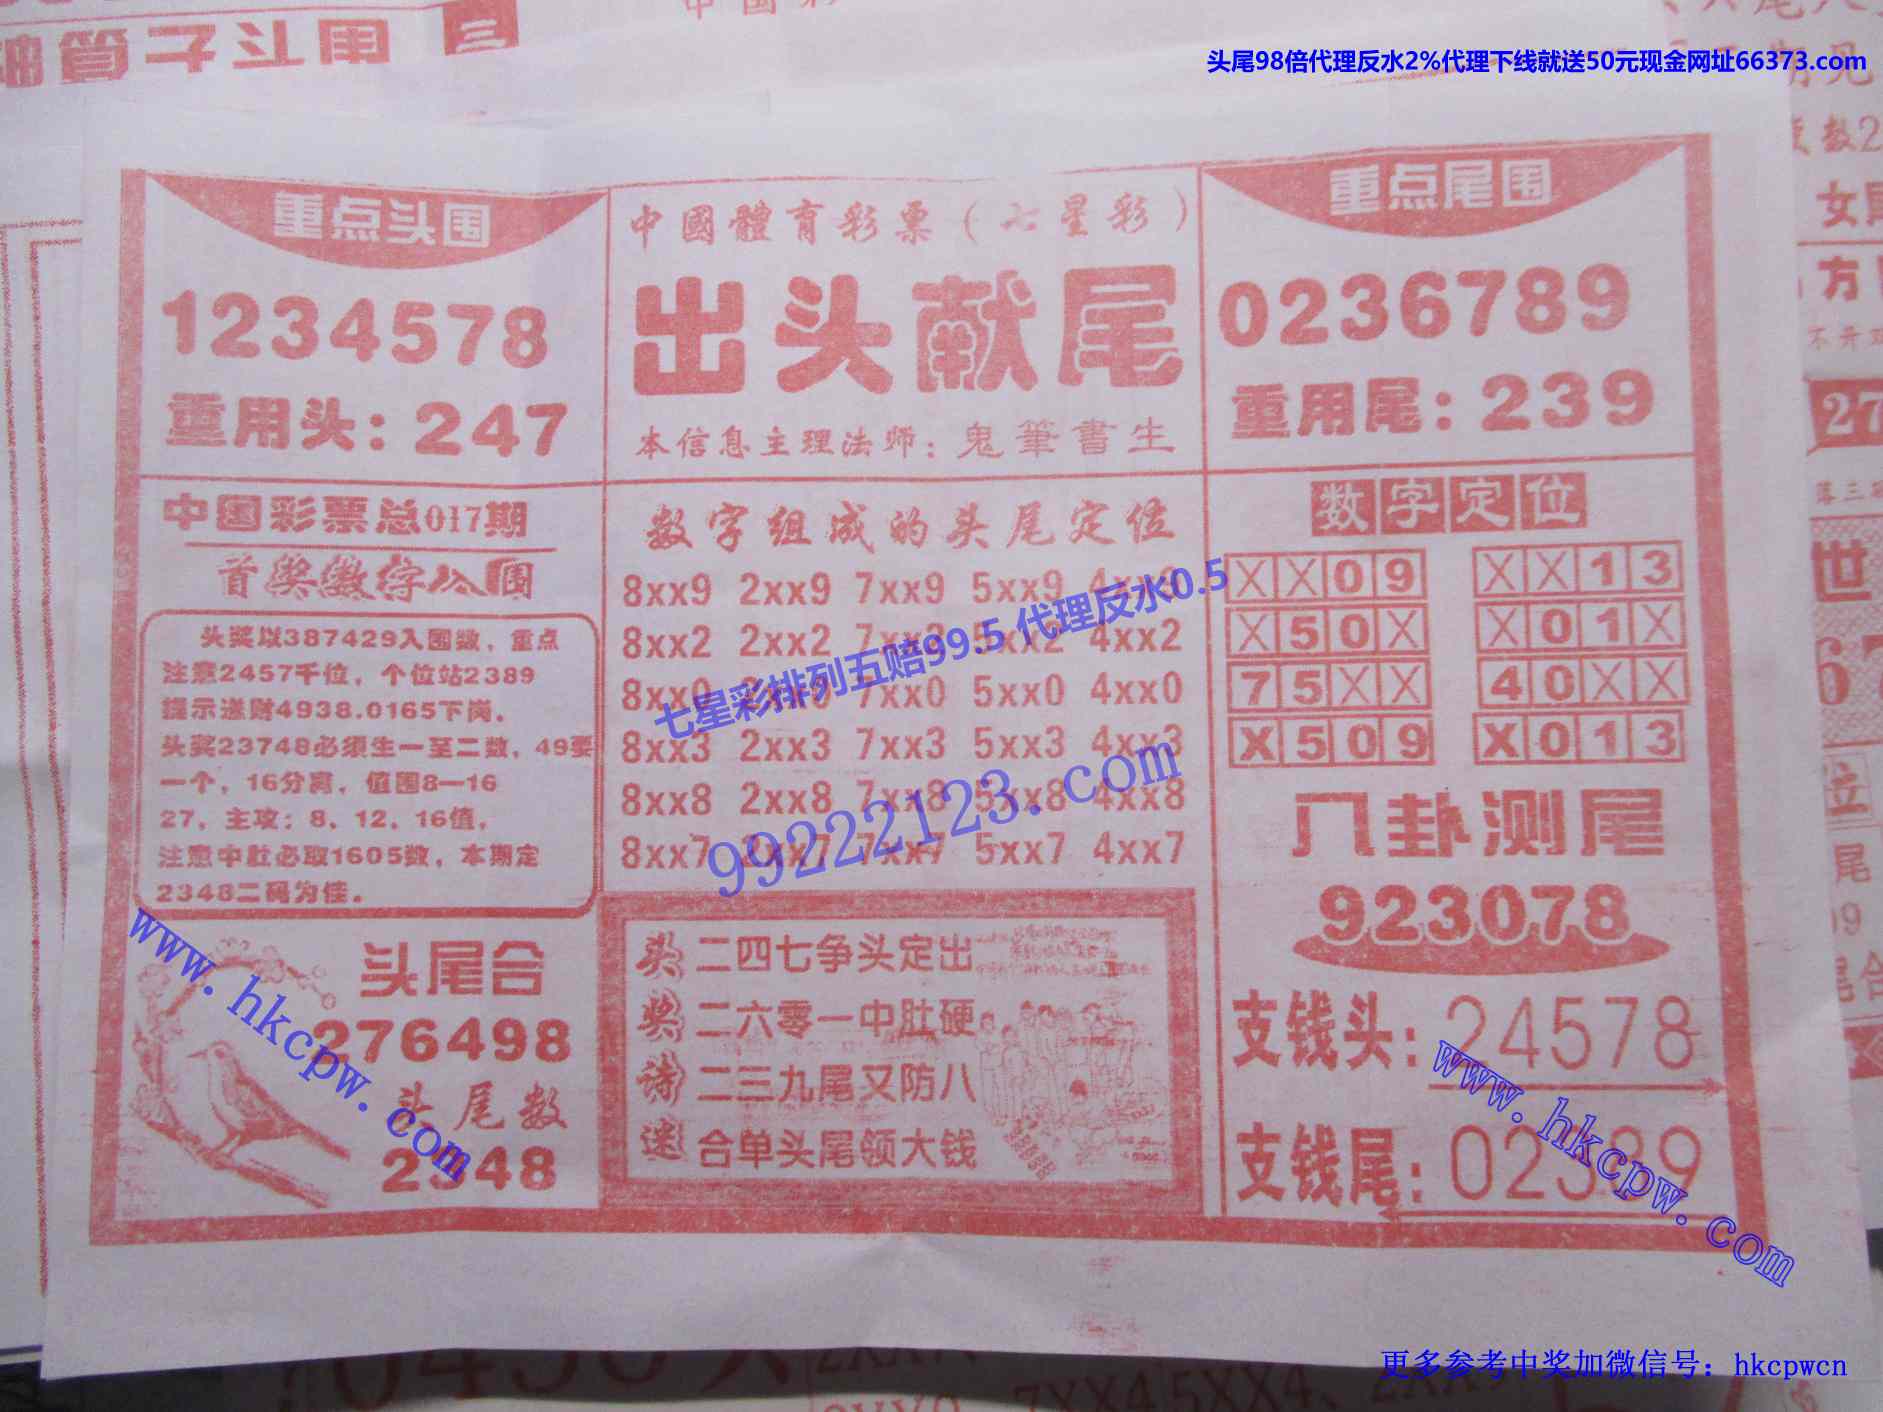 头尾98倍代理反水2%代理下线就送50元现金网址66373.com
重点头围
1234578
重用头：247
中國體育彩票（七星彩）
出头献尾
本信息主理法师：鬼筆書生
重点尾围
0236789
重用尾：239
中国彩票总017期
首奖数字入围
头奖以387429入围数，重点
注意2457千位，个位站2389
提示送财4938.0165下岗。
头奖23748必须生一至二数，49要
一个，16分离，值围8—16
27，主攻：8、12、16值，
注意中肚必取1605数，本期定
2348二码为佳。
数字组成的头尾定位
8xx9 2xx9 7xx9 5xx9 4xx9
8xx2 2xx2 7xx2 5xx2 4xx2
8xx0 2xx0 7xx0 5xx0 4xx0
8xx3 2xx3 7xx3 5xx3 4xx3
8xx8 2xx8 7xx8 5xx8 4xx8
8xx7 2xx7 7xx7 5xx7 4xx7
七星彩排列五赔99.5 代理反水0.5
99222123.com
数字定位
XX09 XX13
X50X X01X
75XX 40XX
X509 X013
八卦测尾
923078
支钱头：24578
支钱尾：02389
头尾合
276498
头尾数
2348
头奖诗迷
二四七争头定出
二六零一中肚硬
二三九尾又防八
合单头尾领大钱
www.hkcpw.com
www.hkcpw.com
更多参考中奖加微信号：hkcpwcn